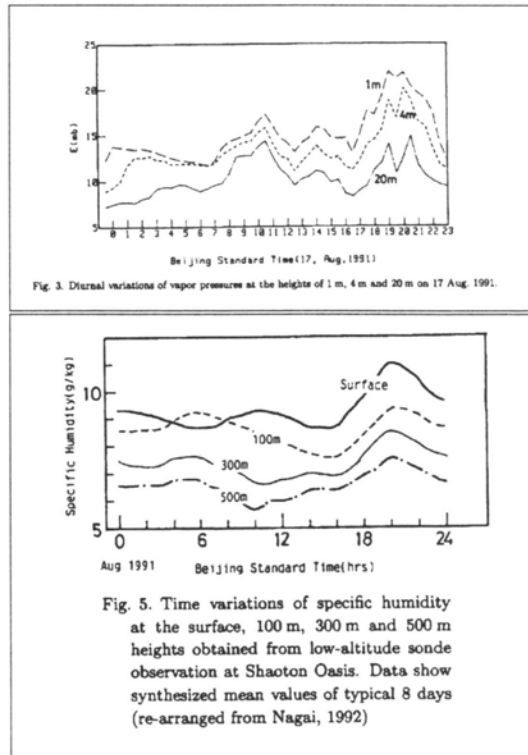 25
20
15
10
5
E(mb)
1m
4m
20m
0 1 2 3 4 5 6 7 8 9 10 11 12 13 14 15 16 17 18 19 20 21 22 23
Beijing Standard Time(17, Aug,1991)
Fig. 3. Diurnal variations of vapor pressures at the heights of 1 m, 4 m and 20 m on 17 Aug. 1991.
Specific Humidity(g/kg)
10
5
Surface
100m
300m
500m
0 6 12 18 24
Aug 1991 Beijing Standard Time(hrs)
Fig. 5. Time variations of specific humidity
at the surface, 100 m, 300 m and 500 m
heights obtained from low-altitude sonde
observation at Shaoton Oasis. Data show
synthesized mean values of typical 8 days
(re-arranged from Nagai, 1992)